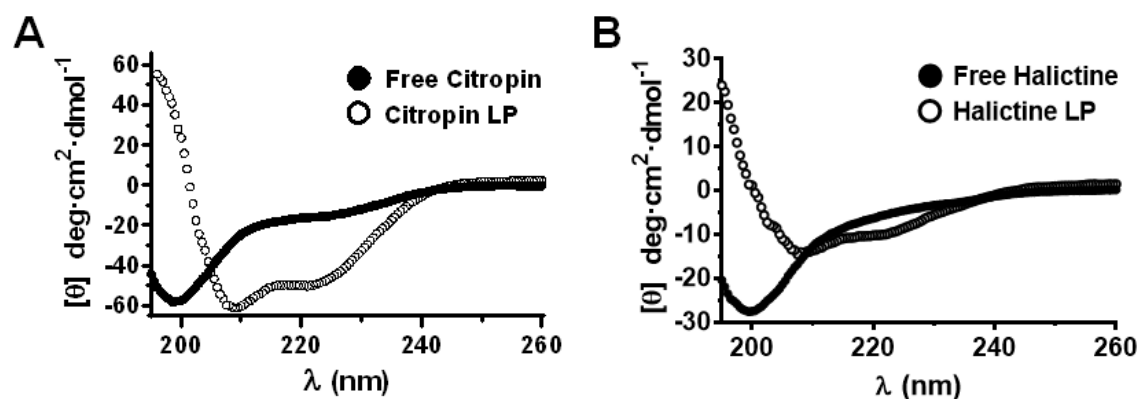 A
[θ] deg·cm²·dmol⁻¹
60
40
20
0
-20
-40
-60
Free Citropin
Citropin LP
200
220
240
260
λ (nm)
B
[θ] deg·cm²·dmol⁻¹
30
20
10
0
-10
-20
-30
Free Halictine
Halictine LP
200
220
240
260
λ (nm)